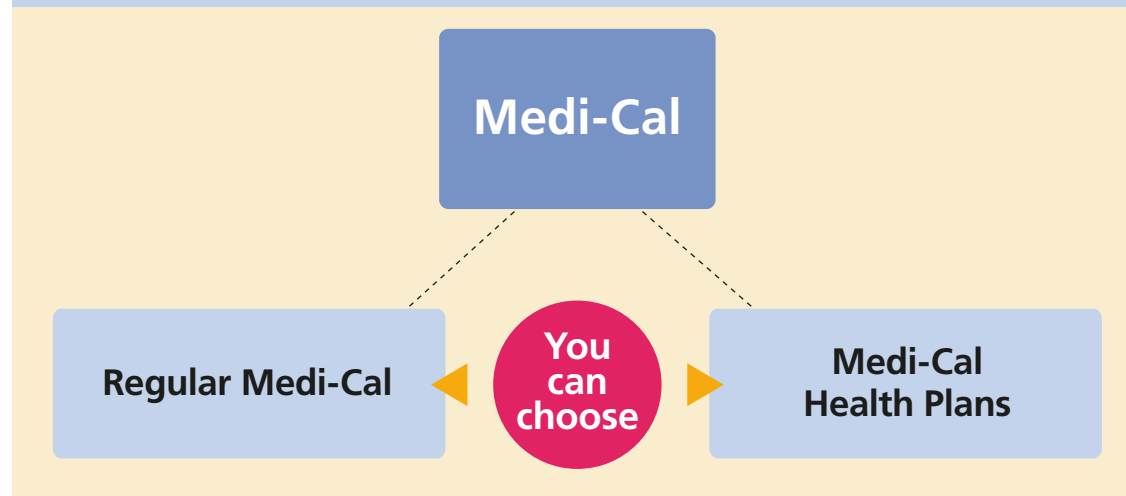 Medi-Cal
Regular Medi-Cal
You
can
choose
Medi-Cal
Health Plans